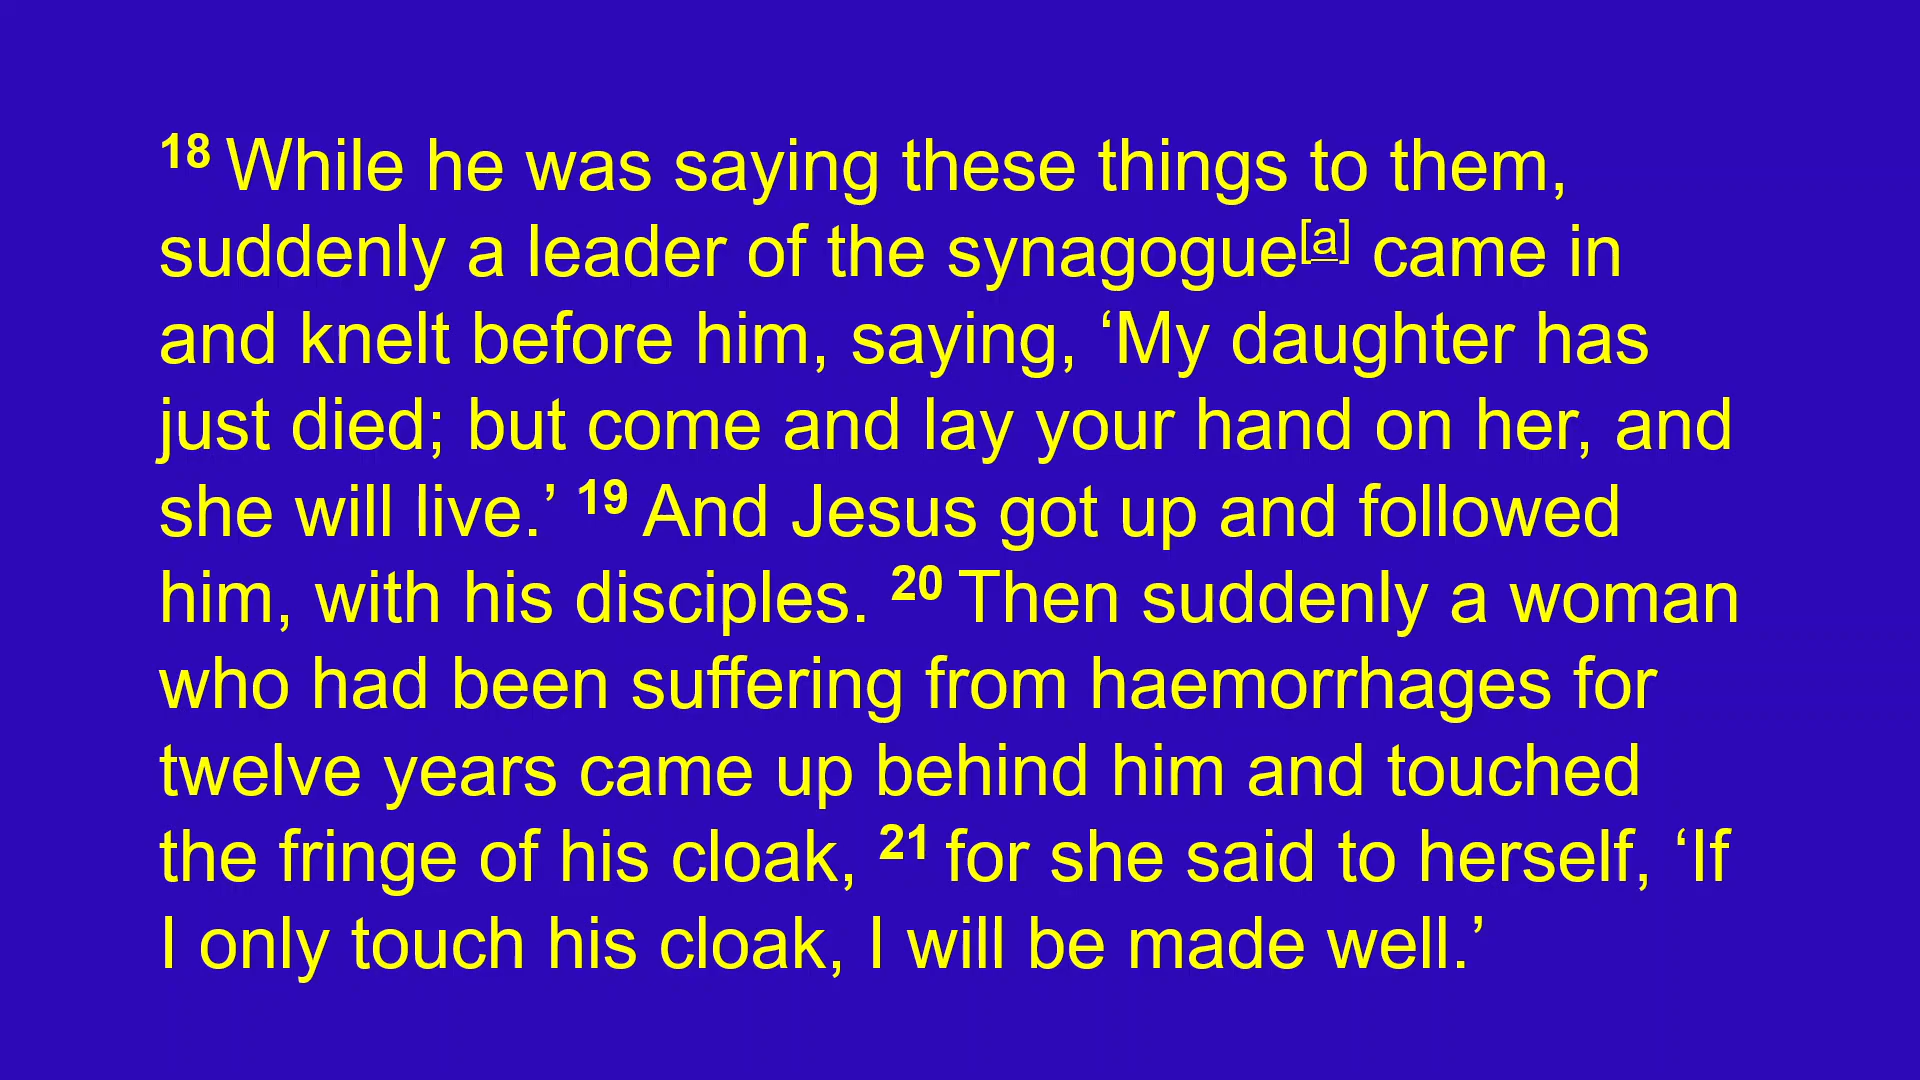 18 While he was saying these things to them,
suddenly a leader of the synagogue[a] came in
and knelt before him, saying, ‘My daughter has
just died; but come and lay your hand on her, and
she will live.’ 19 And Jesus got up and followed
him, with his disciples. 20 Then suddenly a woman
who had been suffering from haemorrhages for
twelve years came up behind him and touched
the fringe of his cloak, 21 for she said to herself, ‘If
I only touch his cloak, I will be made well.’